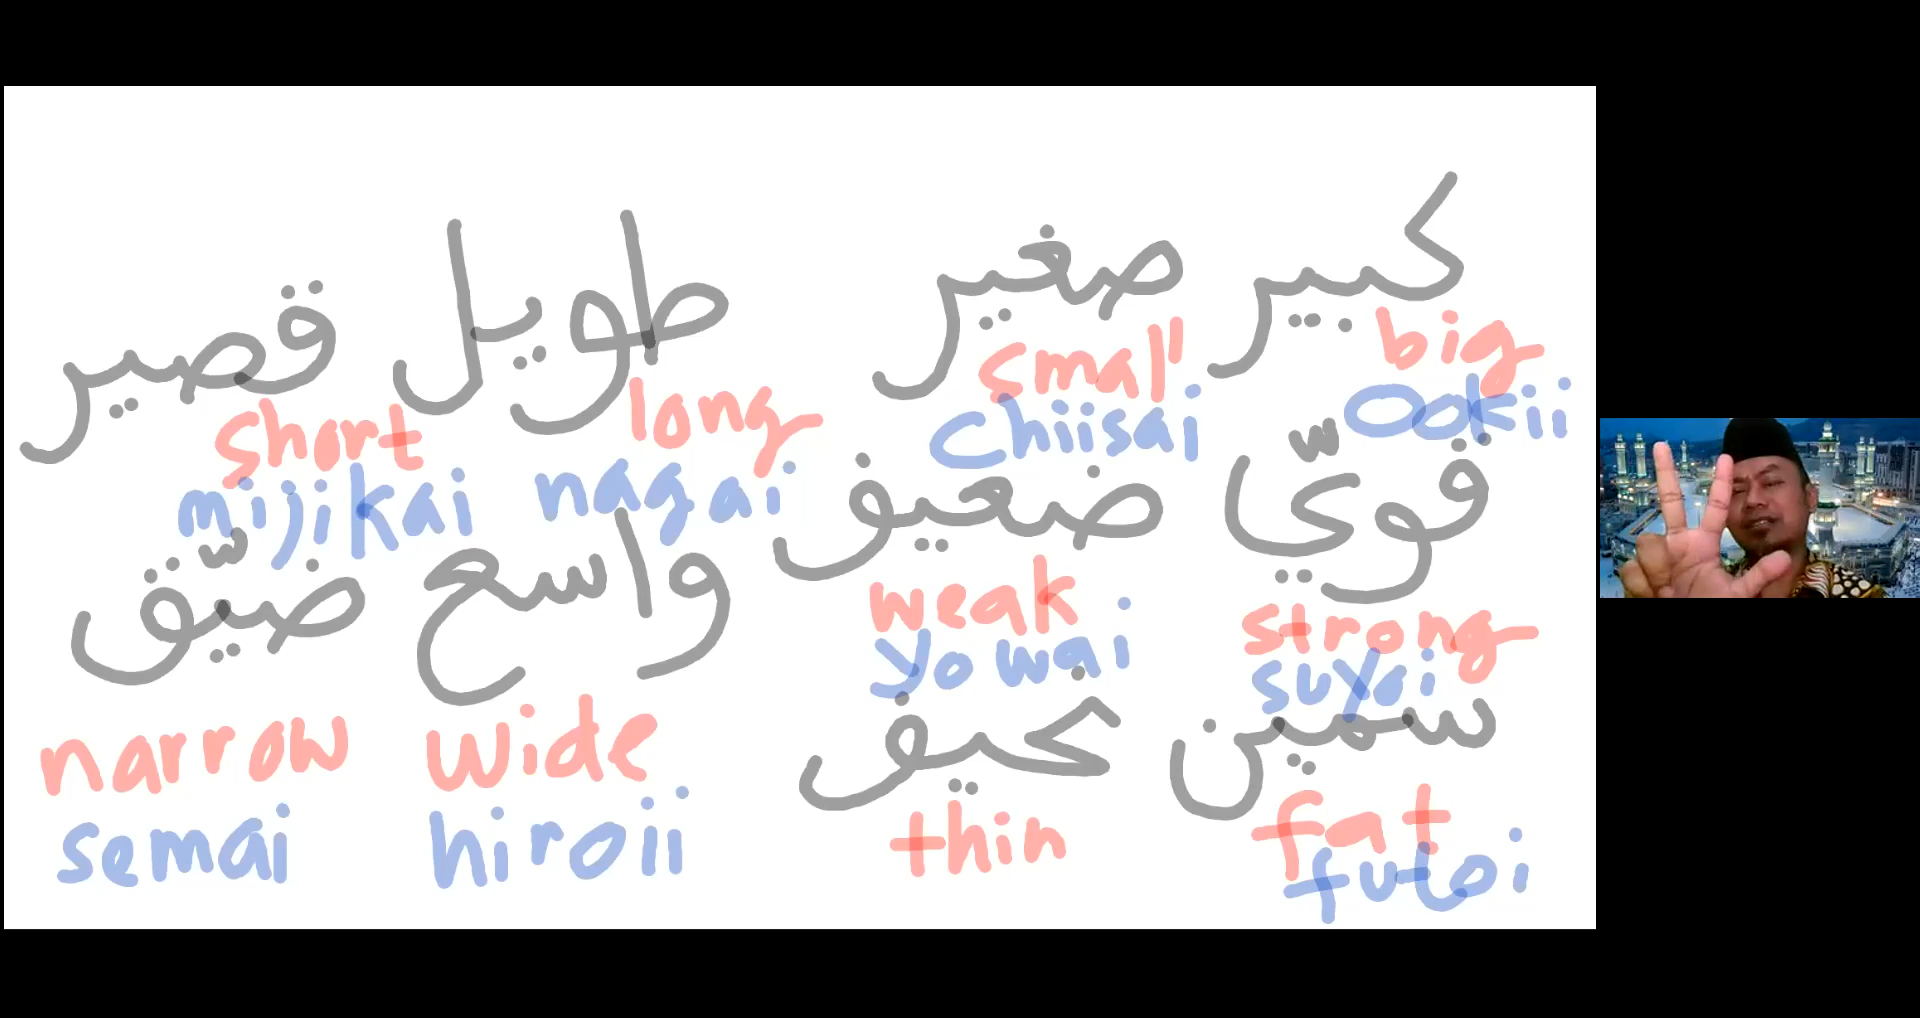 كبير صغير
big small
Ookii chiisai
طويل قصير
long short
nagai mijikai
قويّ ضعيف
strong weak
suyoi yowai
واسع ضيّق
wide narrow
hiroii semai
سمين نحيف
fat thin
futoi